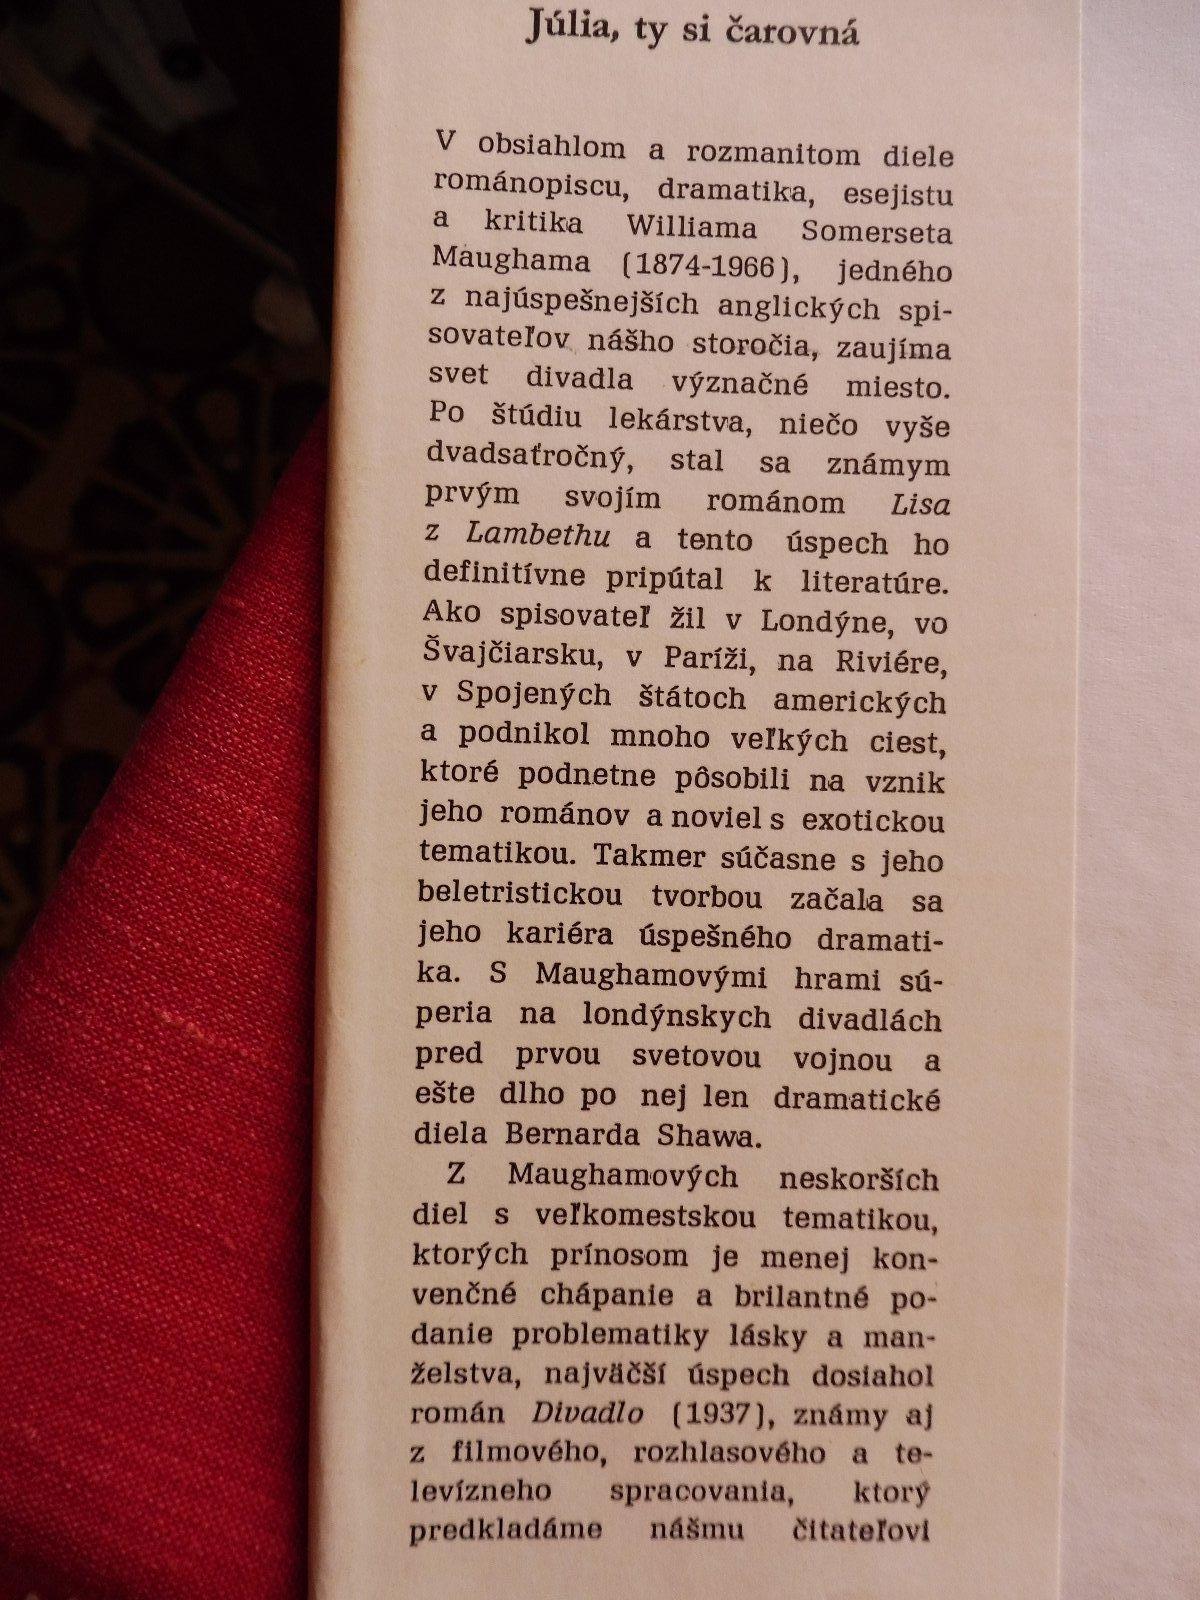 Júlia, ty si čarovná
V obsiahlom a rozmanitom diele
románopiscu, dramatika, esejistu
a kritika Williama Somerseta
Maughama (1874-1966), jedného
z najúspešnejších anglických spi-
sovateľov nášho storočia, zaujíma
svet divadla význačné miesto.
Po štúdiu lekárstva, niečo vyše
dvadsaťročný, stal sa známym
prvým svojím románom Lisa
z Lambethu a tento úspech ho
definitívne pripútal k literatúre.
Ako spisovateľ žil v Londýne, vo
Švajčiarsku, v Paríži, na Riviére,
v Spojených štátoch amerických
a podnikol mnoho veľkých ciest,
ktoré podnetne pôsobili na vznik
jeho románov a noviel s exotickou
tematikou. Takmer súčasne s jeho
beletristickou tvorbou začala sa
jeho kariéra úspešného dramati-
ka. S Maughamovými hrami sú-
peria na londýnskych divadlách
pred prvou svetovou vojnou a
ešte dlho po nej len dramatické
diela Bernarda Shawa.
Z Maughamových neskorších
diel s veľkomestskou tematikou,
ktorých prínosom je menej kon-
venčné chápanie a brilantné po-
danie problematiky lásky a man-
želstva, najväčší úspech dosiahol
román Divadlo (1937), známy aj
z filmového, rozhlasového a te-
levízneho spracovania, ktorý
predkladáme nášmu čitateľovi